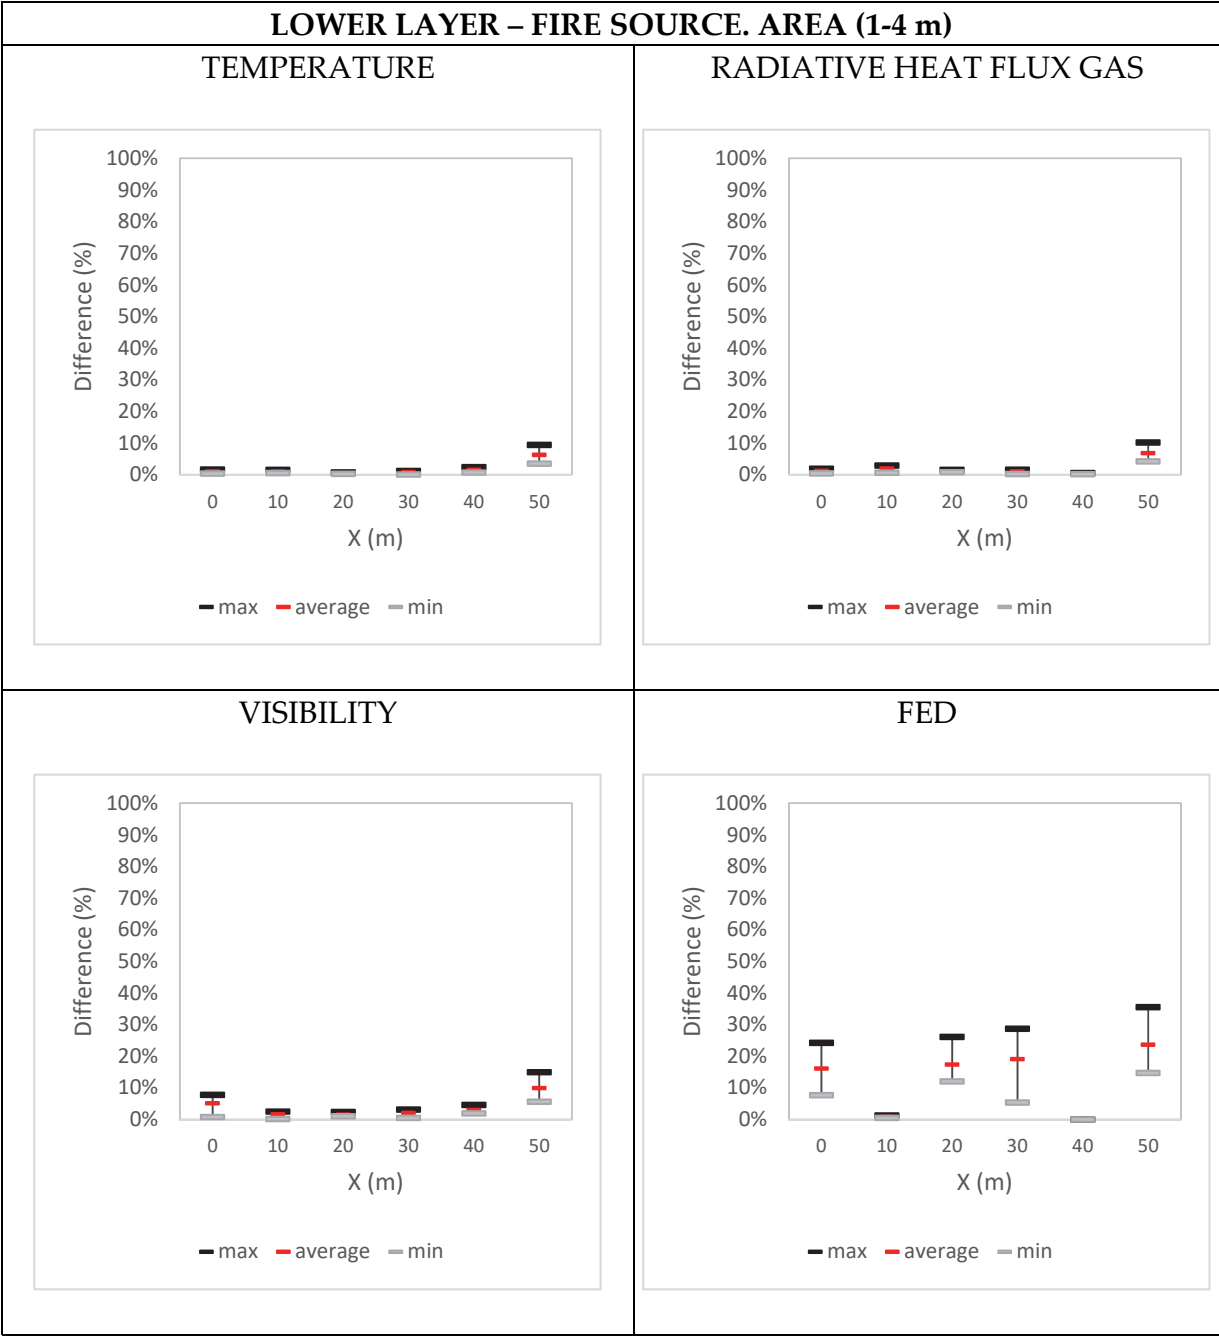 LOWER LAYER – FIRE SOURCE. AREA (1-4 m)
TEMPERATURE
100%
90%
80%
70%
60%
50%
40%
30%
20%
10%
0%
Difference (%)
0 10 20 30 40 50
X (m)
max average min
RADIATIVE HEAT FLUX GAS
100%
90%
80%
70%
60%
50%
40%
30%
20%
10%
0%
Difference (%)
0 10 20 30 40 50
X (m)
max average min
VISIBILITY
100%
90%
80%
70%
60%
50%
40%
30%
20%
10%
0%
Difference (%)
0 10 20 30 40 50
X (m)
max average min
FED
100%
90%
80%
70%
60%
50%
40%
30%
20%
10%
0%
Difference (%)
0 10 20 30 40 50
X (m)
max average min